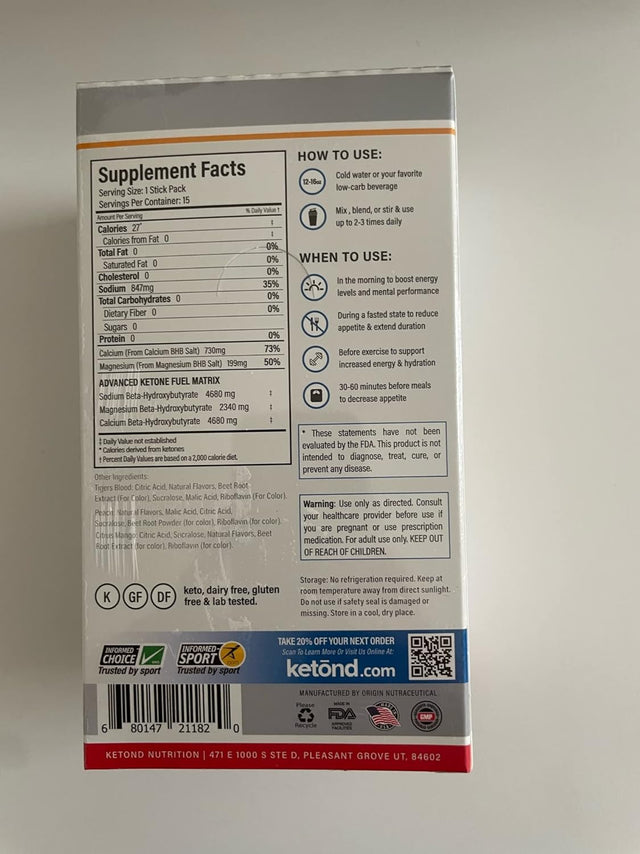 Supplement Facts
Serving Size: 1 Stick Pack
Servings Per Container: 15
Amount Per Serving % Daily Value †
Calories 27* ‡
Calories from Fat 0 ‡
Total Fat 0 0%
Saturated Fat 0 0%
Cholesterol 0 0%
Sodium 847mg 35%
Total Carbohydrates 0 0%
Dietary Fiber 0 0%
Sugars 0
Protein 0 0%
Calcium (From Calcium BHB Salt) 730mg 73%
Magnesium (From Magnesium BHB Salt) 199mg 50%
ADVANCED KETONE FUEL MATRIX
Sodium Beta-Hydroxybutyrate 4680 mg ‡
Magnesium Beta-Hydroxybutyrate 2340 mg ‡
Calcium Beta-Hydroxybutyrate 4680 mg ‡
‡ Daily Value not established
* Calories derived from ketones
† Percent Daily Values are based on a 2,000 calorie diet.
Other Ingredients:
Tigers Blood: Citric Acid, Natural Flavors, Beet Root
Extract (For Color), Sucralose, Malic Acid, Riboflavin (For Color).
Peach: Natural Flavors, Malic Acid, Citric Acid,
Sucralose, Beet Root Powder (for color), Riboflavin (for color).
Citrus Mango: Citric Acid, Sucralose, Natural Flavors, Beet
Root Extract (for color), Riboflavin (for color).
K GF DF
keto, dairy free, gluten
free & lab tested.
INFORMED
CHOICE
Trusted by sport
INFORMED-
SPORT
Trusted by sport
6 80147 21182 0
HOW TO USE:
12-16oz
Cold water or your favorite
low-carb beverage
Mix, blend, or stir & use
up to 2-3 times daily
WHEN TO USE:
In the morning to boost energy
levels and mental performance
During a fasted state to reduce
appetite & extend duration
Before exercise to support
increased energy & hydration
30-60 minutes before meals
to decrease appetite
* These statements have not been
evaluated by the FDA. This product is not
intended to diagnose, treat, cure, or
prevent any disease.
Warning: Use only as directed. Consult
your healthcare provider before use if
you are pregnant or use prescription
medication. For adult use only. KEEP OUT
OF REACH OF CHILDREN.
Storage: No refrigeration required. Keep at
room temperature away from direct sunlight.
Do not use if safety seal is damaged or
missing. Store in a cool, dry place.
TAKE 20% OFF YOUR NEXT ORDER
Scan To Learn More Or Visit Us Online At:
ketōnd.com
MANUFACTURED BY ORIGIN NUTRACEUTICAL
Please
Recycle
MADE IN
FDA
APPROVED
FACILITIES
GMP
KETOND NUTRITION | 471 E 1000 S STE D, PLEASANT GROVE UT, 84602